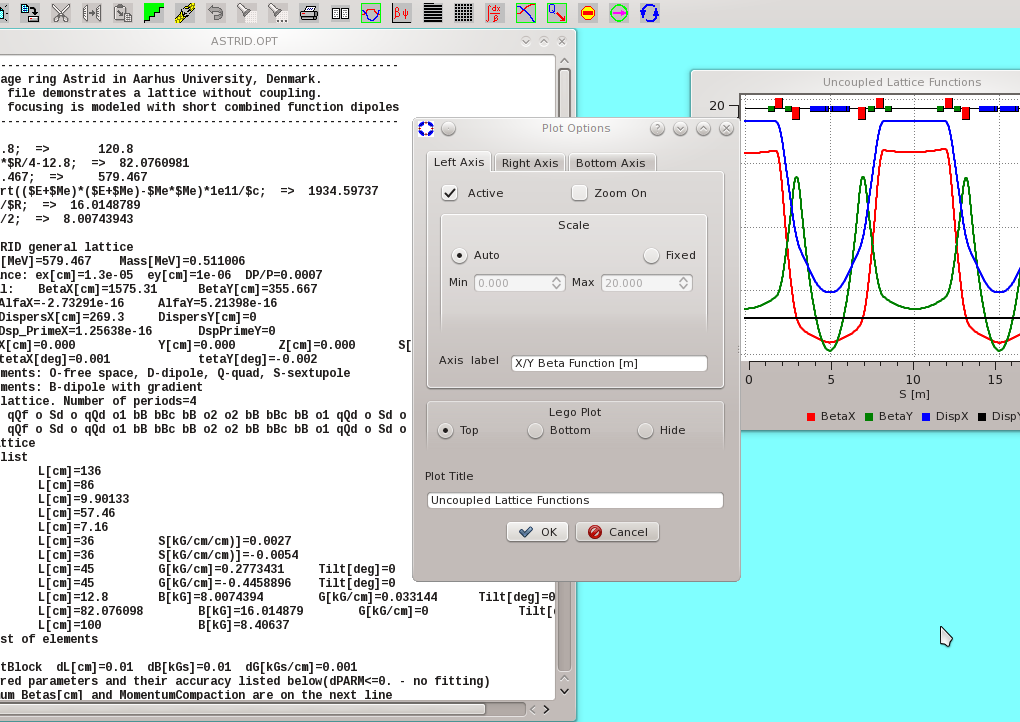 ASTRID.OPT
age ring Astrid in Aarhus University, Denmark.
file demonstrates a lattice without coupling.
focusing is modeled with short combined function dipoles
.8; => 120.8
*$R/4-12.8; => 82.0760981
.467; => 579.467
rt(($E+$Me)*($E+$Me)-$Me*$Me)*1e11/$c; => 1934.59737
/$R; => 16.0148789
/2; => 8.00743943
RID general lattice
[MeV]=579.467 Mass[MeV]=0.511006
nce: ex[cm]=1.3e-05 ey[cm]=1e-06 DP/P=0.0007
l: BetaX[cm]=1575.31 BetaY[cm]=355.667
AlfaX=-2.73291e-16 AlfaY=5.21398e-16
DispersX[cm]=269.3 DispersY[cm]=0
Dsp_PrimeX=1.25638e-16 DspPrimeY=0
X[cm]=0.000 Y[cm]=0.000 Z[cm]=0.000 S[
tetaX[deg]=0.001 tetaY[deg]=-0.002
ments: O-free space, D-dipole, Q-quad, S-sextupole
ments: B-dipole with gradient
lattice. Number of periods=4
qQf o Sd o qQd o1 bB bBc bB o2 o2 bB bBc bB o1 qQd o Sd o
qQf o Sd o qQd o1 bB bBc bB o2 o2 bB bBc bB o1 qQd o Sd o
ttice
list
L[cm]=136
L[cm]=86
L[cm]=9.90133
L[cm]=57.46
L[cm]=7.16
L[cm]=36 S[kG/cm/cm)]=0.0027
L[cm]=36 S[kG/cm/cm)]=-0.0054
L[cm]=45 G[kG/cm]=0.2773431 Tilt[deg]=0
L[cm]=45 G[kG/cm]=-0.4458896 Tilt[deg]=0
L[cm]=12.8 B[kG]=8.0074394 G[kG/cm]=0.033144 Tilt[deg]=0
L[cm]=82.076098 B[kG]=16.014879 G[kG/cm]=0 Tilt[
L[cm]=100 B[kG]=8.40637
st of elements
tBlock dL[cm]=0.01 dB[kGs]=0.01 dG[kGs/cm]=0.001
red parameters and their accuracy listed below(dPARM<=0. - no fitting)
um Betas[cm] and MomentumCompaction are on the next line
Plot Options
Left Axis Right Axis Bottom Axis
Active Zoom On
Scale
Auto Fixed
Min 0.000 Max 20.000
Axis label X/Y Beta Function [m]
Lego Plot
Top Bottom Hide
Plot Title
Uncoupled Lattice Functions
OK Cancel
Uncoupled Lattice Functions
20
0 5 10 15
S [m]
BetaX BetaY DispX DispY